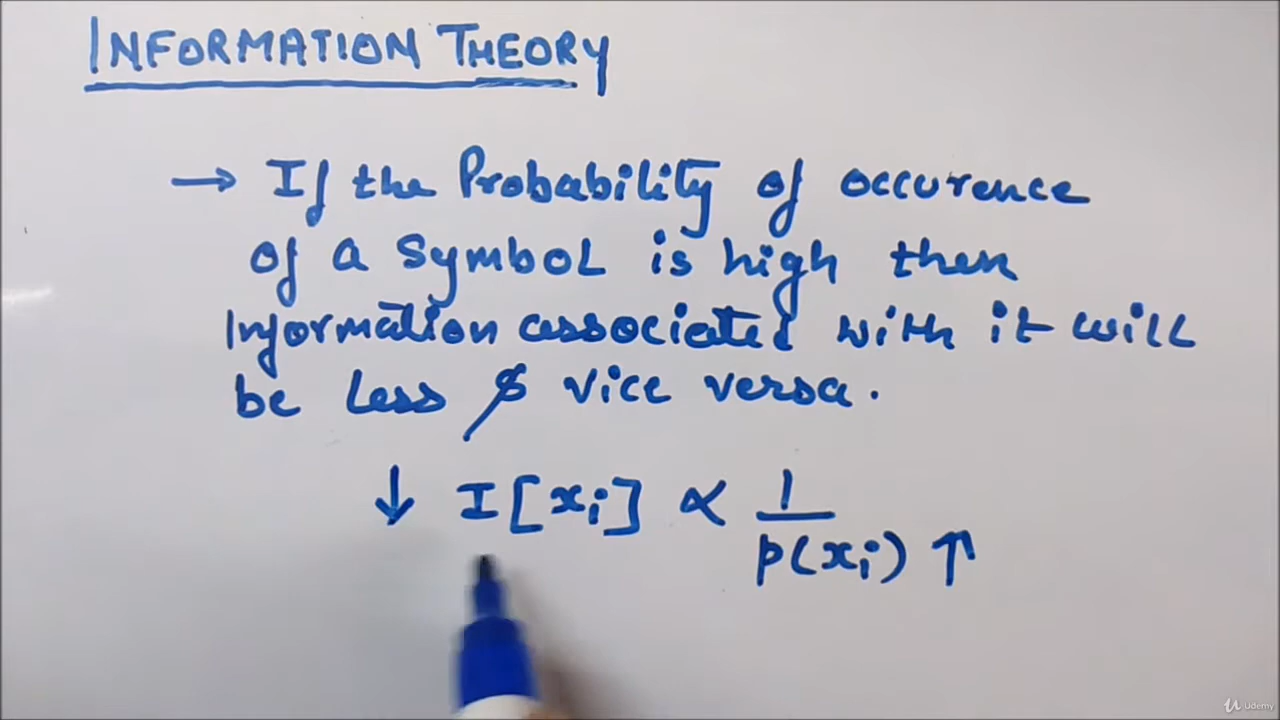 INFORMATION THEORY
→ If the Probability of occurence
of a Symbol is high then
Information associated with it will
be less & vice versa.
↓ I[xᵢ] ∝ 1/p(xᵢ) ↑
Udemy